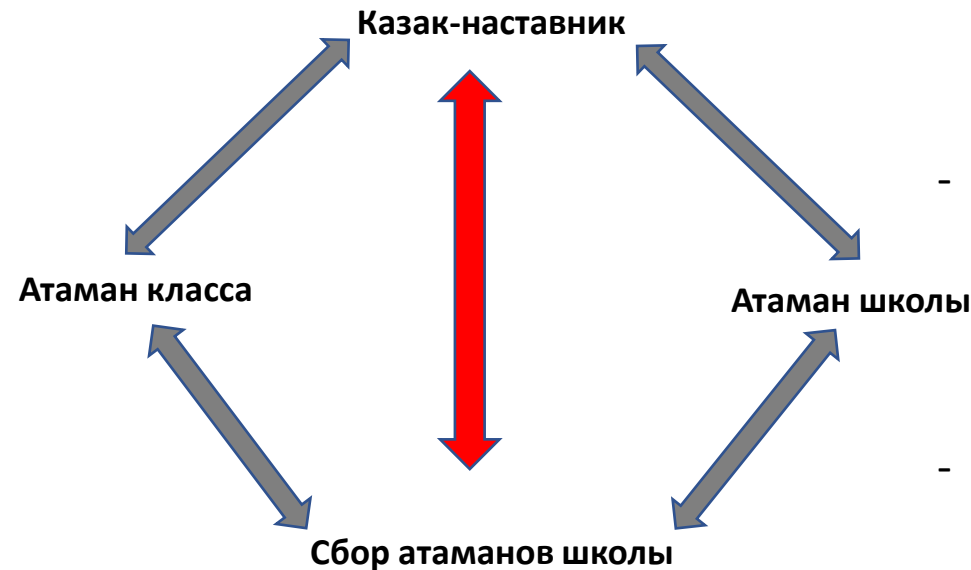 Казак-наставник
-
Атаман класса
Атаман школы
-
Сбор атаманов школы